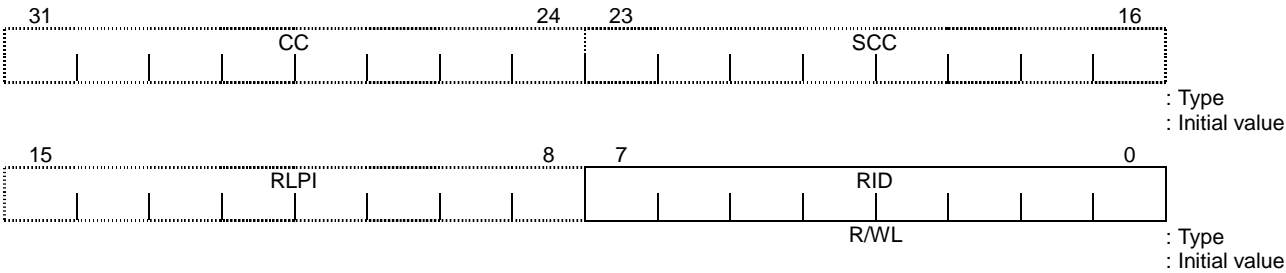 31 24 23 16
CC SCC
: Type
: Initial value
15 8 7 0
RLPI RID
R/WL : Type
: Initial value